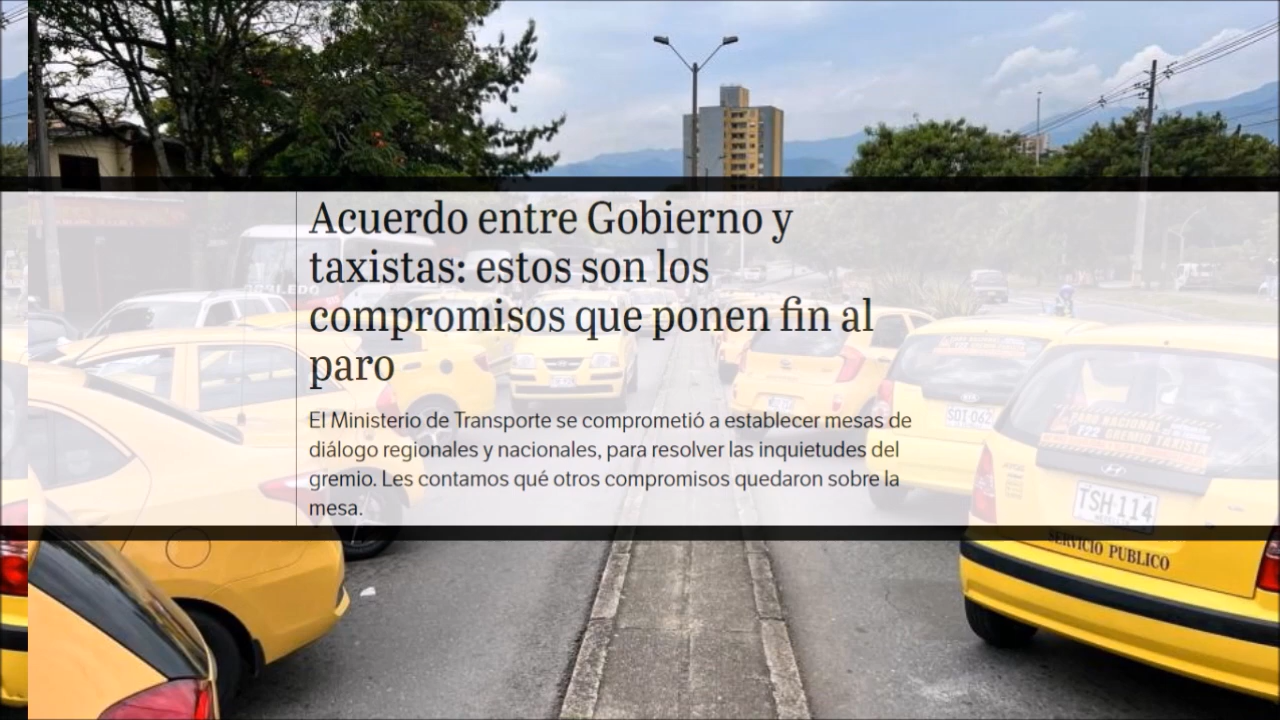 Acuerdo entre Gobierno y
taxistas: estos son los
compromisos que ponen fin al
paro
El Ministerio de Transporte se comprometió a establecer mesas de
diálogo regionales y nacionales, para resolver las inquietudes del
gremio. Les contamos qué otros compromisos quedaron sobre la
mesa.
SDT-062
TSH-114
SERVICIO PUBLICO